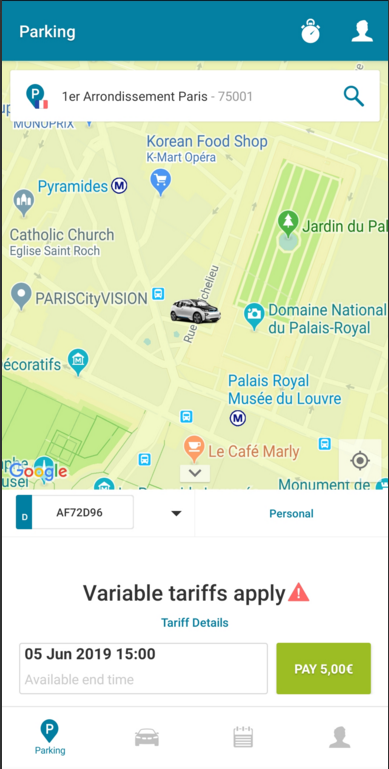 Parking
1er Arrondissement Paris - 75001
MONOPRIX
Korean Food Shop
K-Mart Opéra
Pyramides M
Catholic Church
Eglise Saint Roch
Jardin du Pal
PARISCityVISION
Rue
chelieu
Domaine National
du Palais-Royal
écoratifs
Palais Royal
Musée du Louvre
M
Le Café Marly
Google
Monument de
D AF72D96
Personal
Variable tariffs apply
Tariff Details
05 Jun 2019 15:00
Available end time
PAY 5,00€
P
Parking